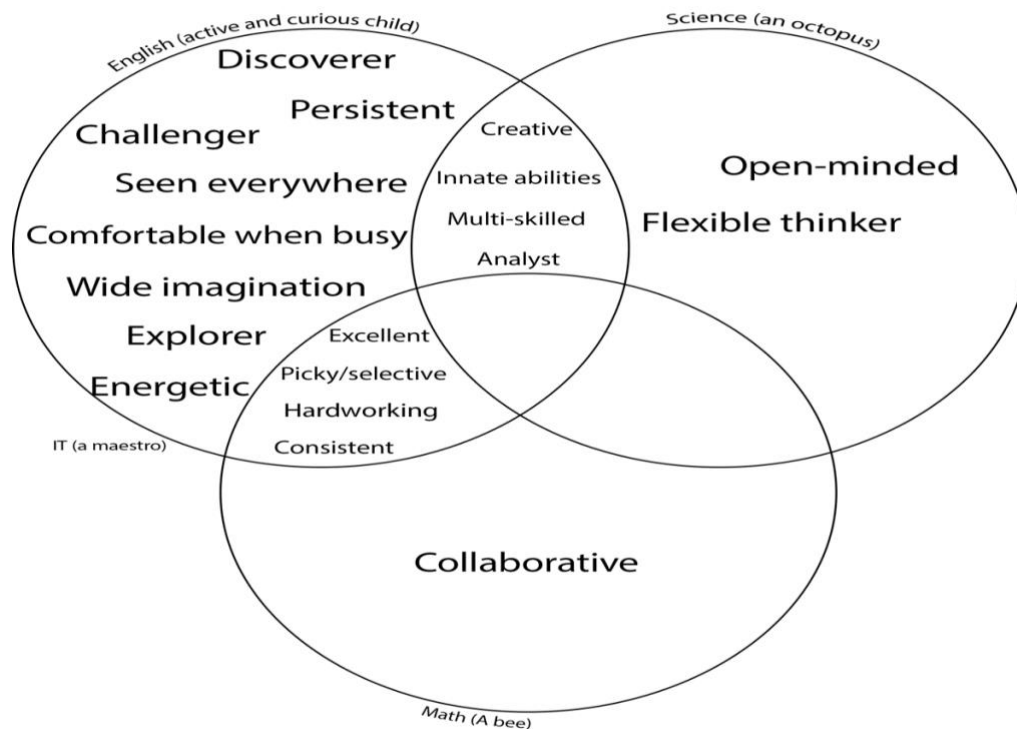 English (active and curious child)
Science (an octopus)
Discoverer
Persistent
Challenger
Creative
Seen everywhere
Innate abilities
Open-minded
Multi-skilled
Flexible thinker
Comfortable when busy
Analyst
Wide imagination
Explorer
Excellent
Energetic
Picky/selective
Hardworking
IT (a maestro)
Consistent
Collaborative
Math (A bee)